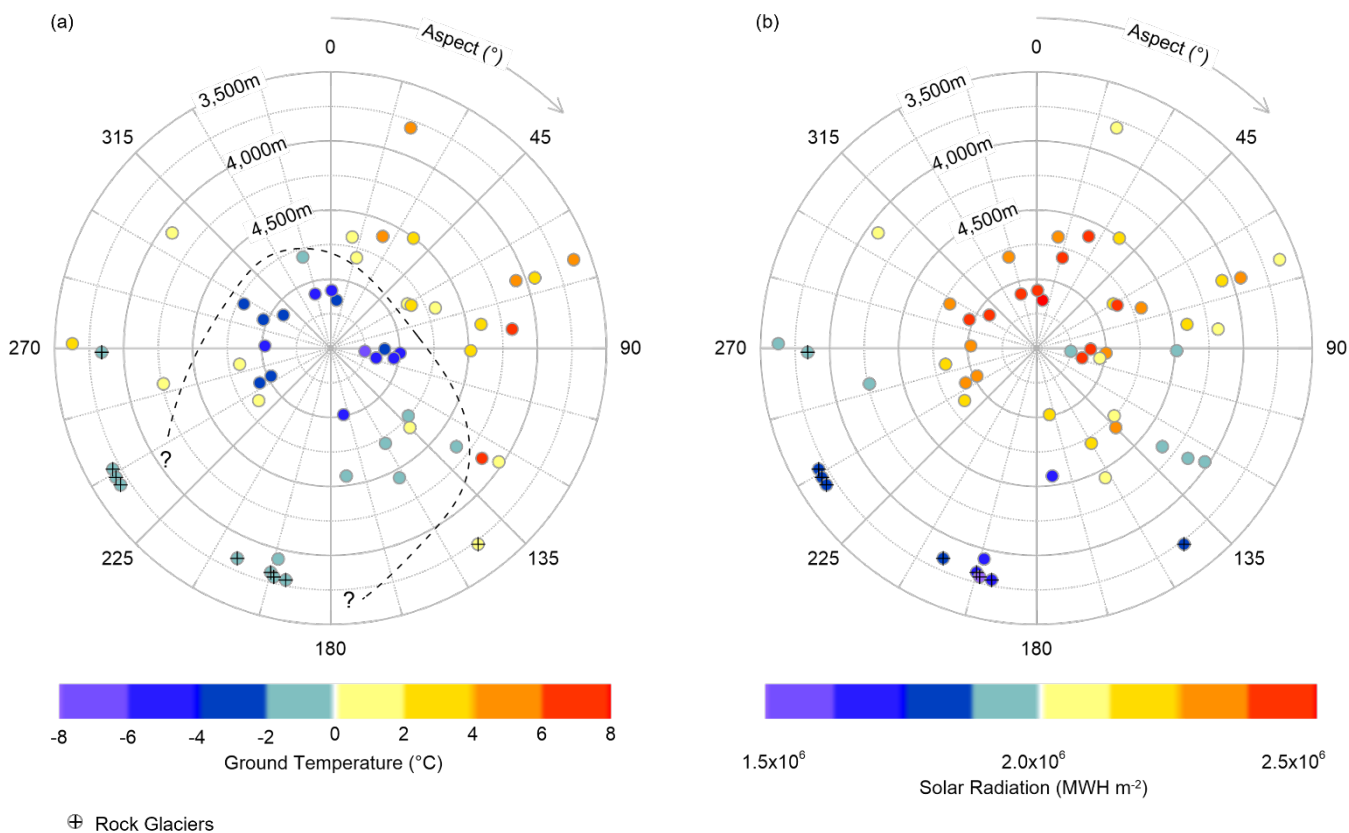 (a)
Aspect (°)
0
45
90
135
180
225
270
315
3,500m
4,000m
4,500m
?
?
-8 -6 -4 -2 0 2 4 6 8
Ground Temperature (°C)
Rock Glaciers
(b)
Aspect (°)
0
45
90
135
180
225
270
315
3,500m
4,000m
4,500m
1.5x10⁶ 2.0x10⁶ 2.5x10⁶
Solar Radiation (MWH m⁻²)